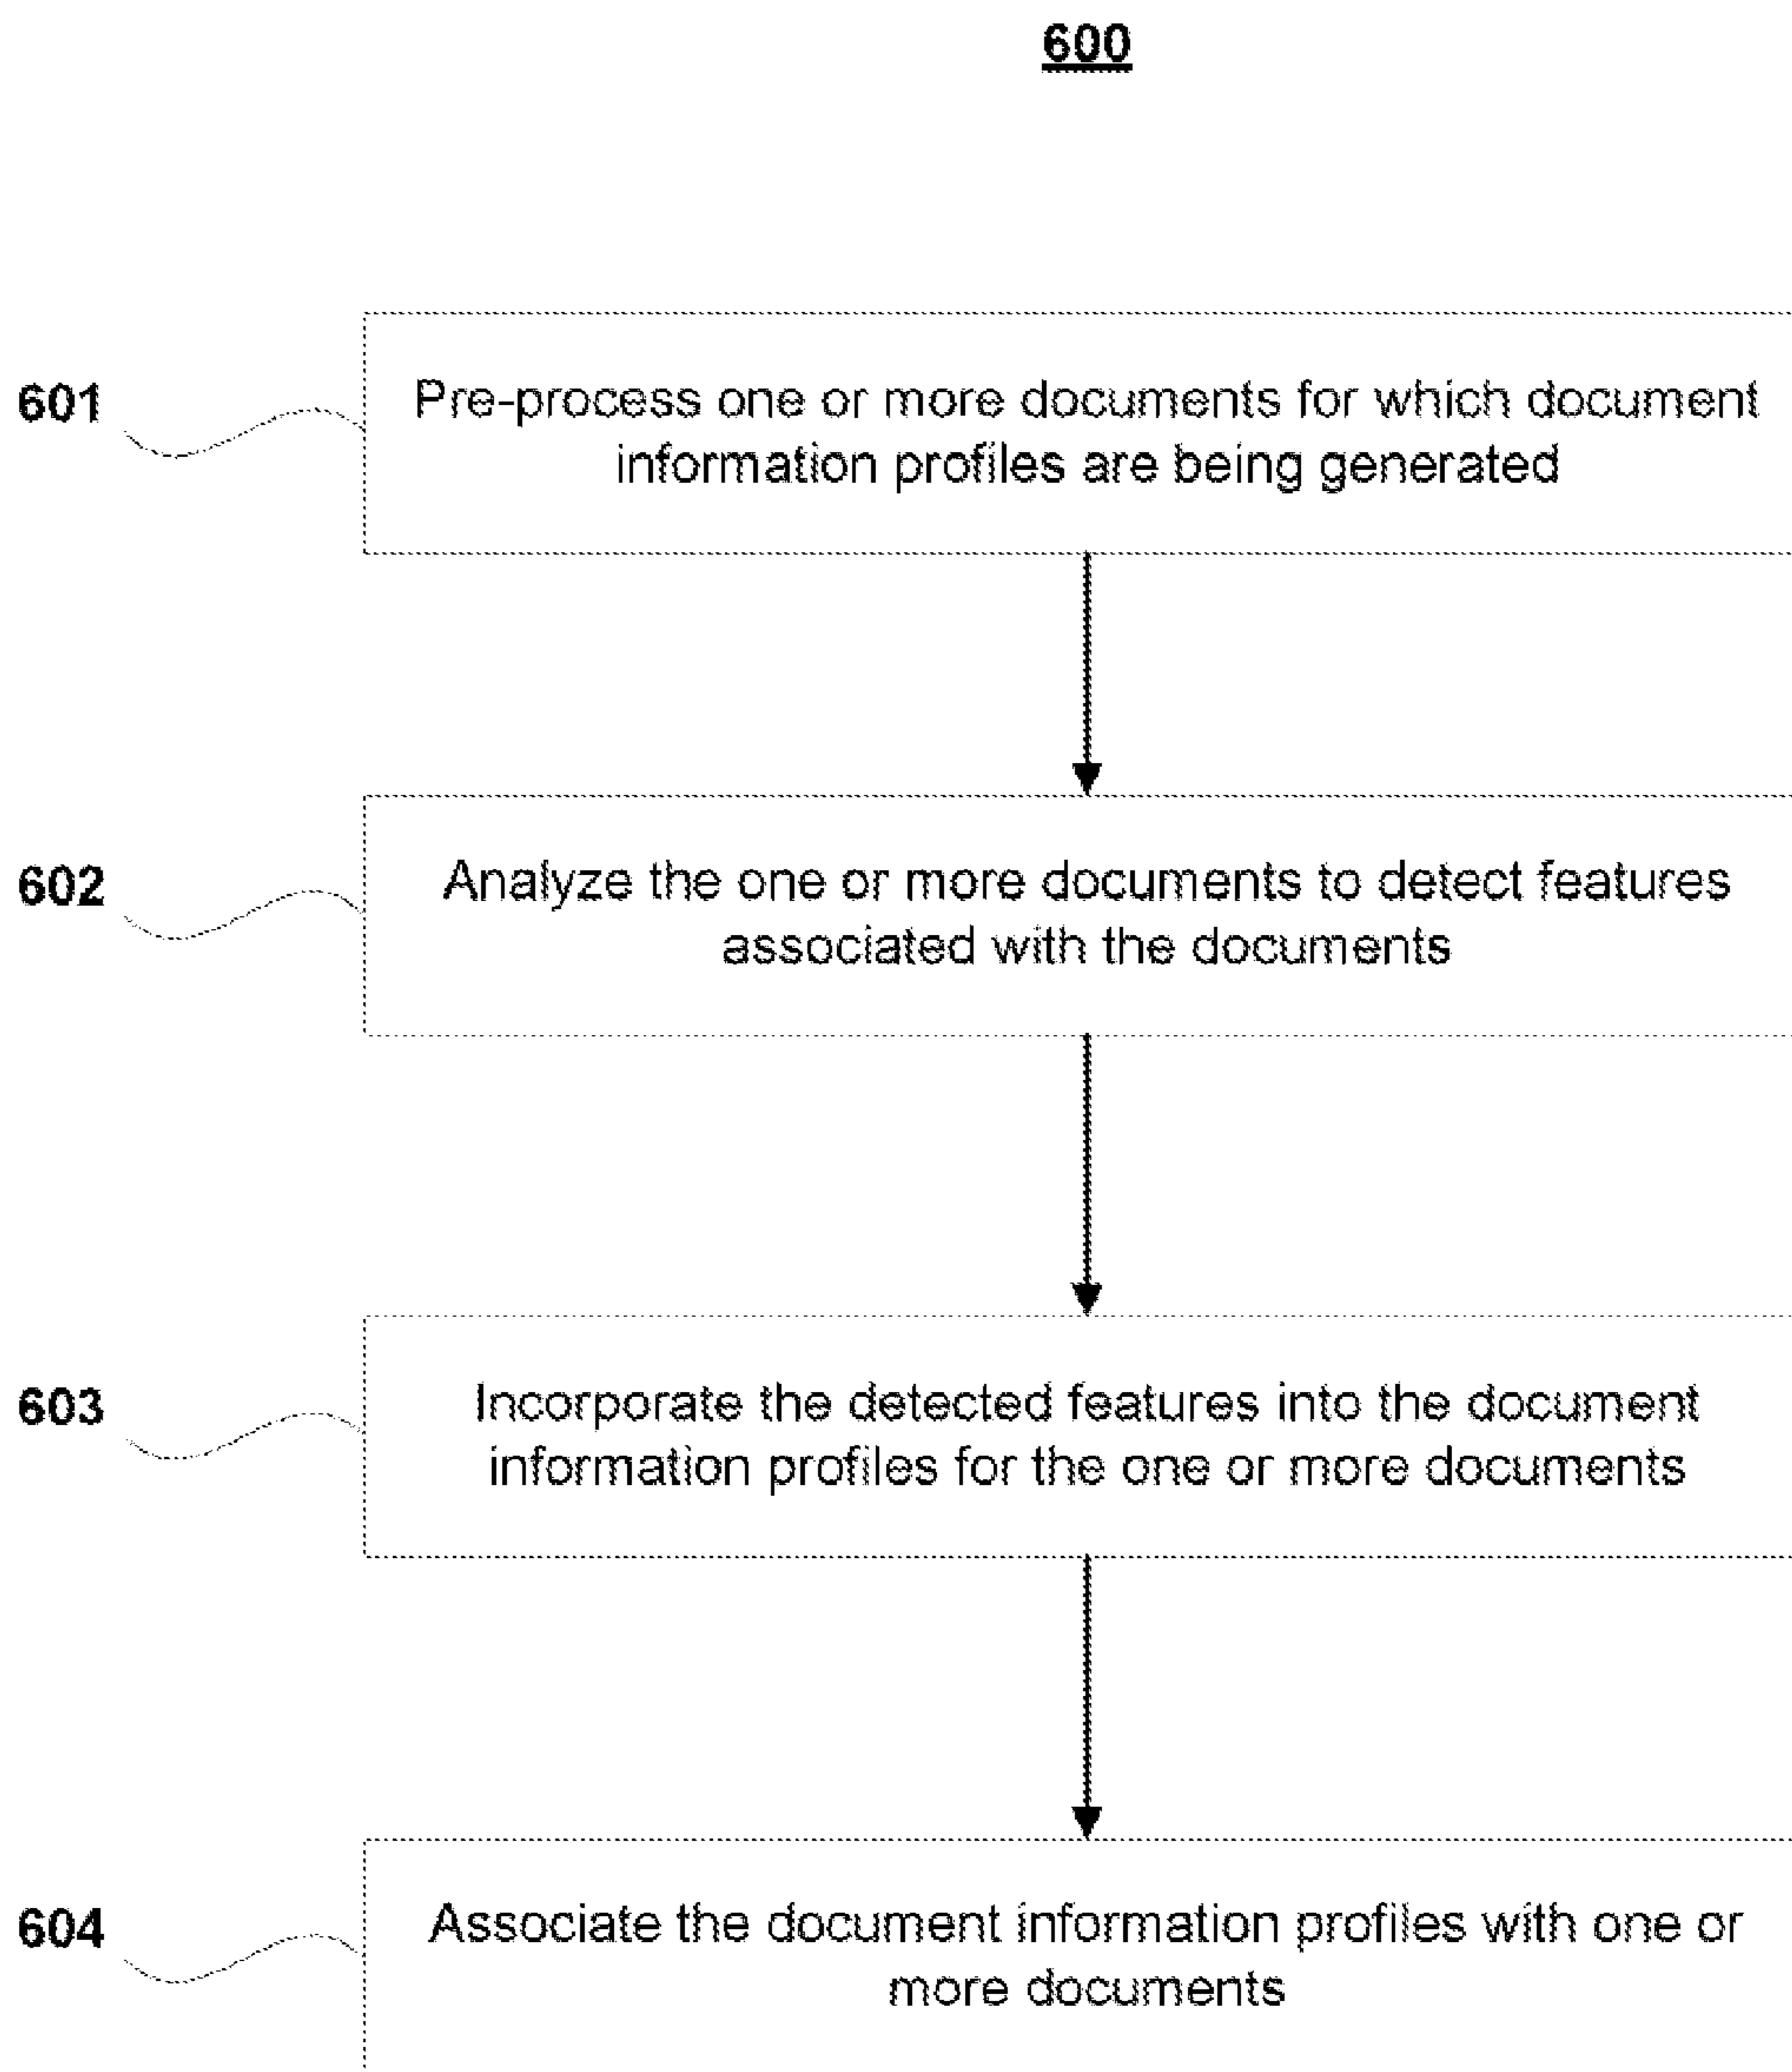 600
601
Pre-process one or more documents for which document
information profiles are being generated
602
Analyze the one or more documents to detect features
associated with the documents
603
Incorporate the detected features into the document
information profiles for the one or more documents
604
Associate the document information profiles with one or
more documents